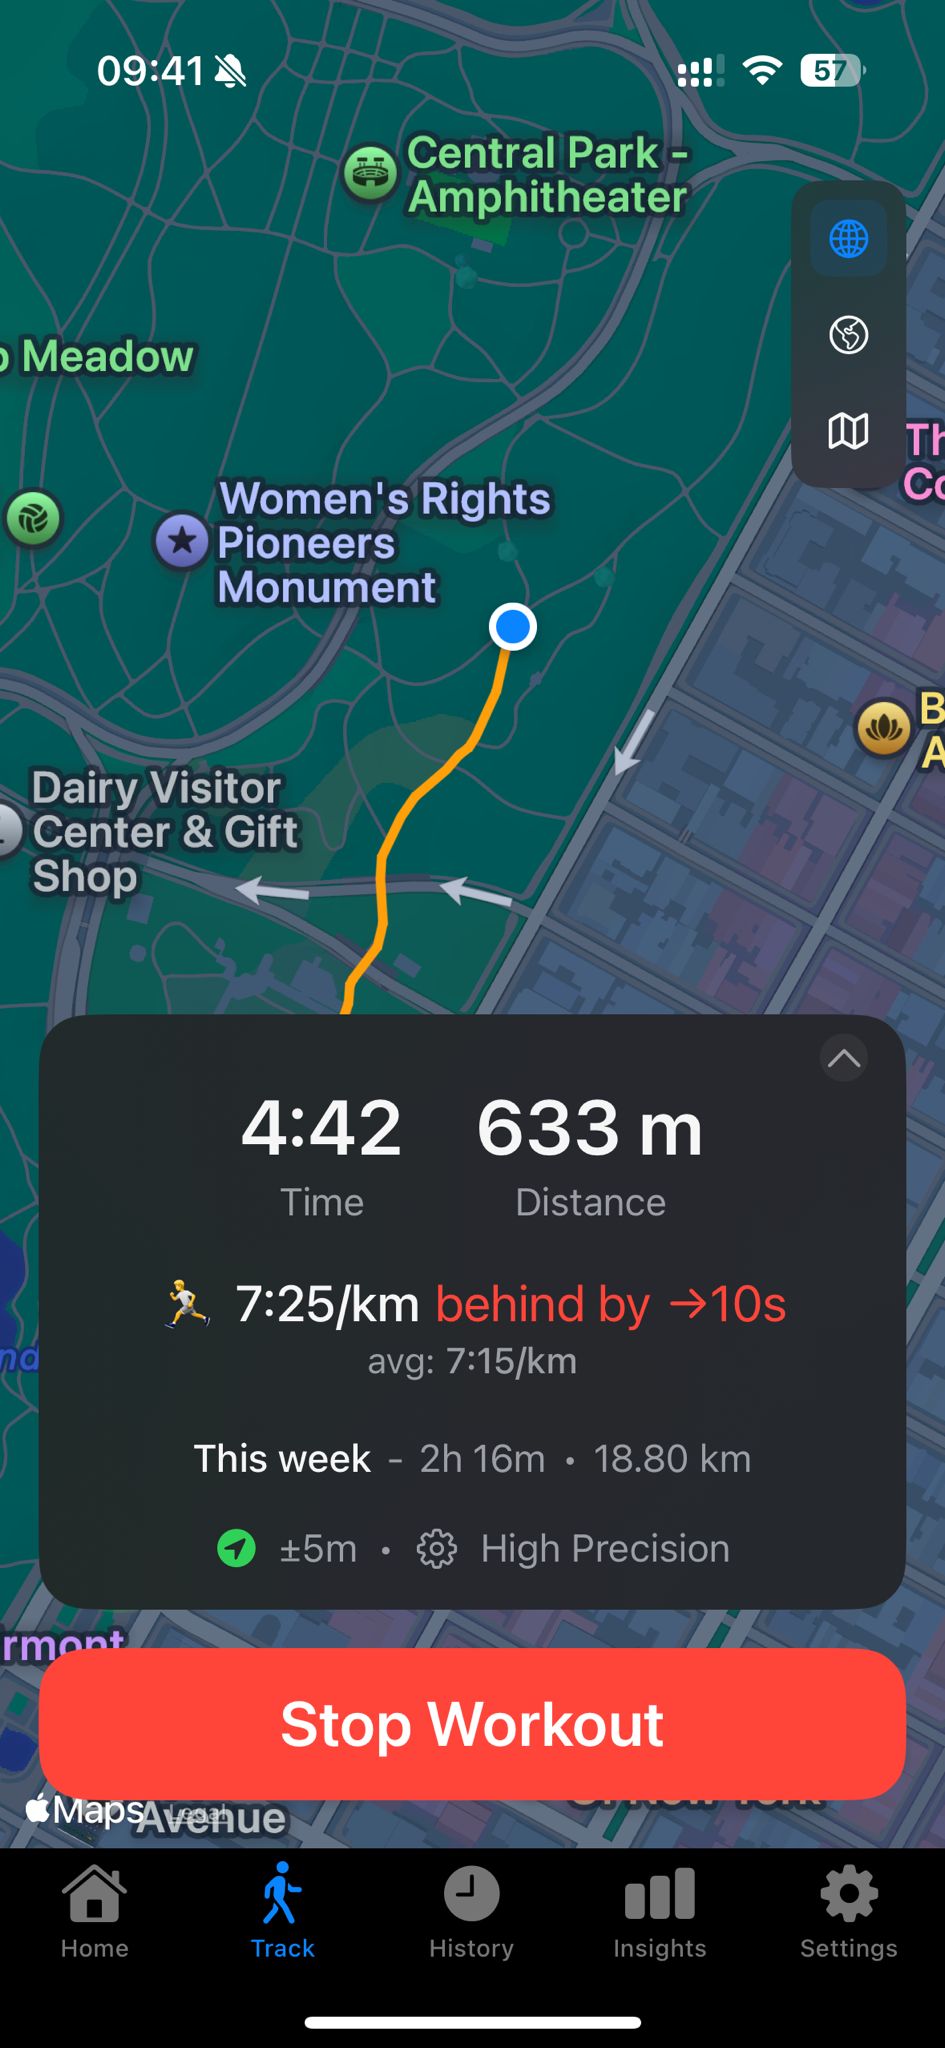 09:41
57
Central Park -
Amphitheater
Meadow
Th
Co
Women's Rights
Pioneers
Monument
B
A
Dairy Visitor
Center & Gift
Shop
4:42 633 m
Time Distance
7:25/km behind by →10s
avg: 7:15/km
nd
This week - 2h 16m • 18.80 km
±5m • High Precision
rmont
Stop Workout
Maps Legal
Avenue
Home Track History Insights Settings